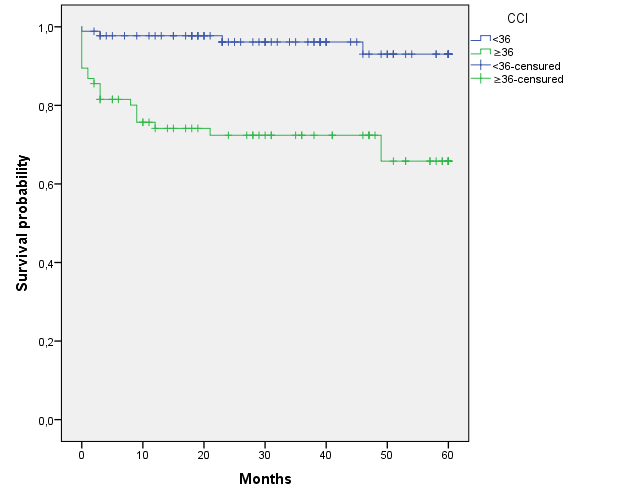 CCI
<36
≥36
<36-censured
≥36-censured
1,0
0,8
0,6
0,4
0,2
0,0
Survival probability
0 10 20 30 40 50 60
Months